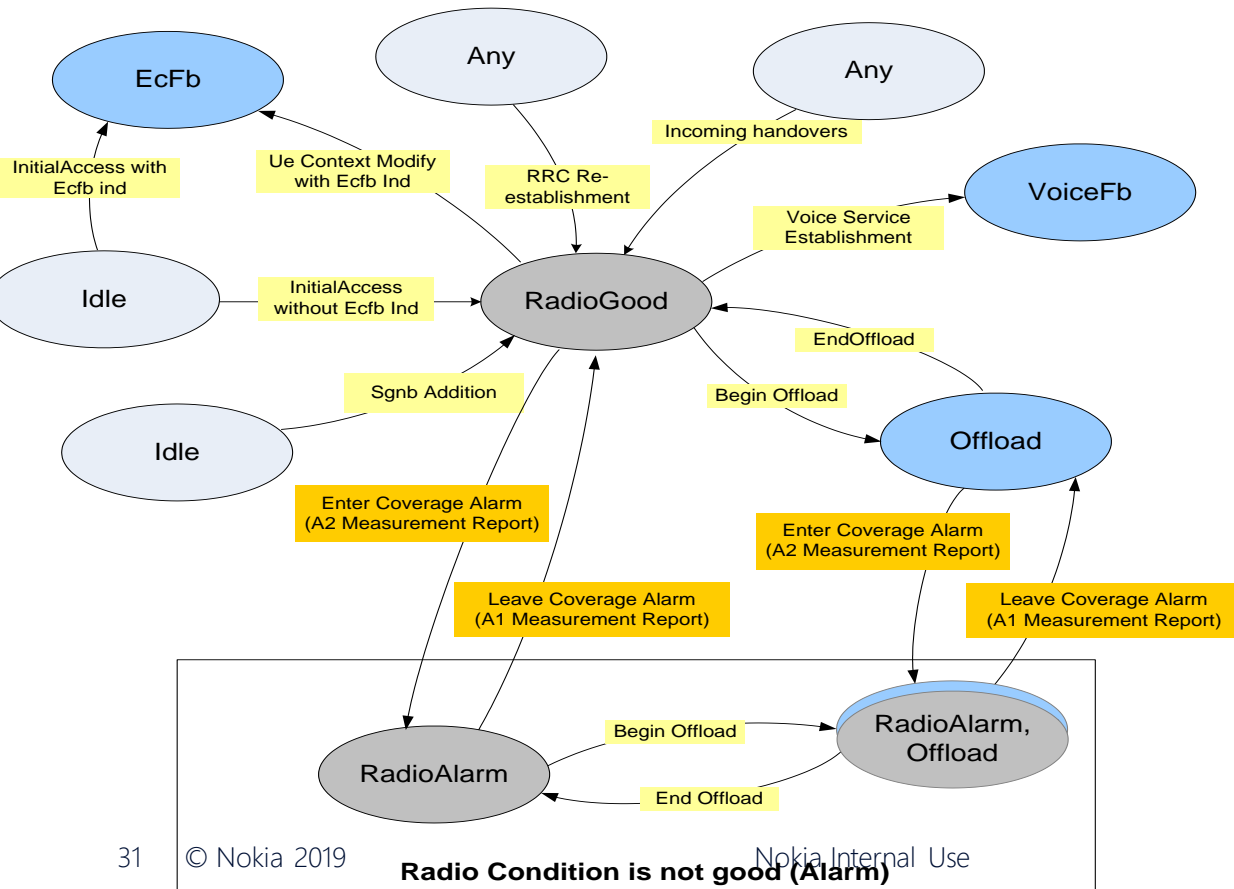 Any
EcFb
Any
Incoming handovers
InitialAccess with
Ecfb ind
Ue Context Modify
with Ecfb Ind
RRC Re-
establishment
VoiceFb
Voice Service
Establishment
Idle
InitialAccess
without Ecfb Ind
RadioGood
EndOffload
Sgnb Addition
Begin Offload
Idle
Offload
Enter Coverage Alarm
(A2 Measurement Report)
Enter Coverage Alarm
(A2 Measurement Report)
Leave Coverage Alarm
(A1 Measurement Report)
Leave Coverage Alarm
(A1 Measurement Report)
Begin Offload
RadioAlarm,
Offload
RadioAlarm
End Offload
31 © Nokia 2019 Nokia Internal Use
Radio Condition is not good (Alarm)